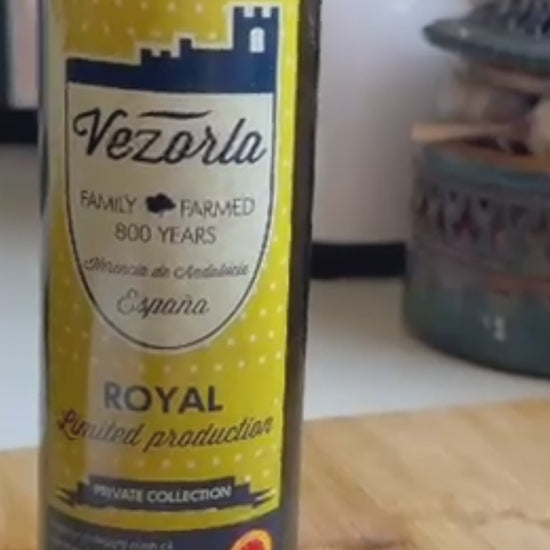 Vezorla
FAMILY FARMED
800 YEARS
Herencia de Andalucía
España
ROYAL
Limited production
PRIVATE COLLECTION